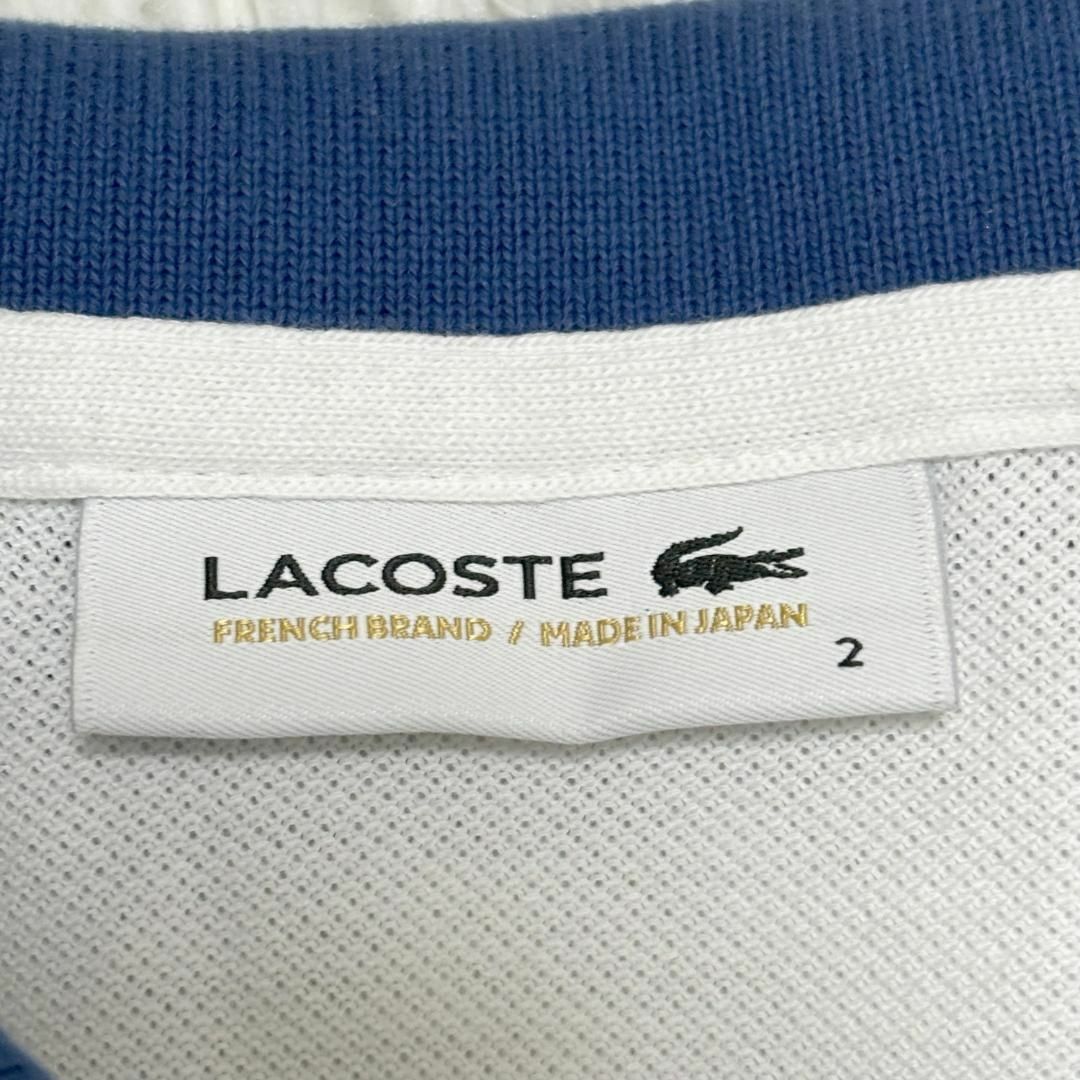 LACOSTE
FRENCH BRAND / MADE IN JAPAN
2